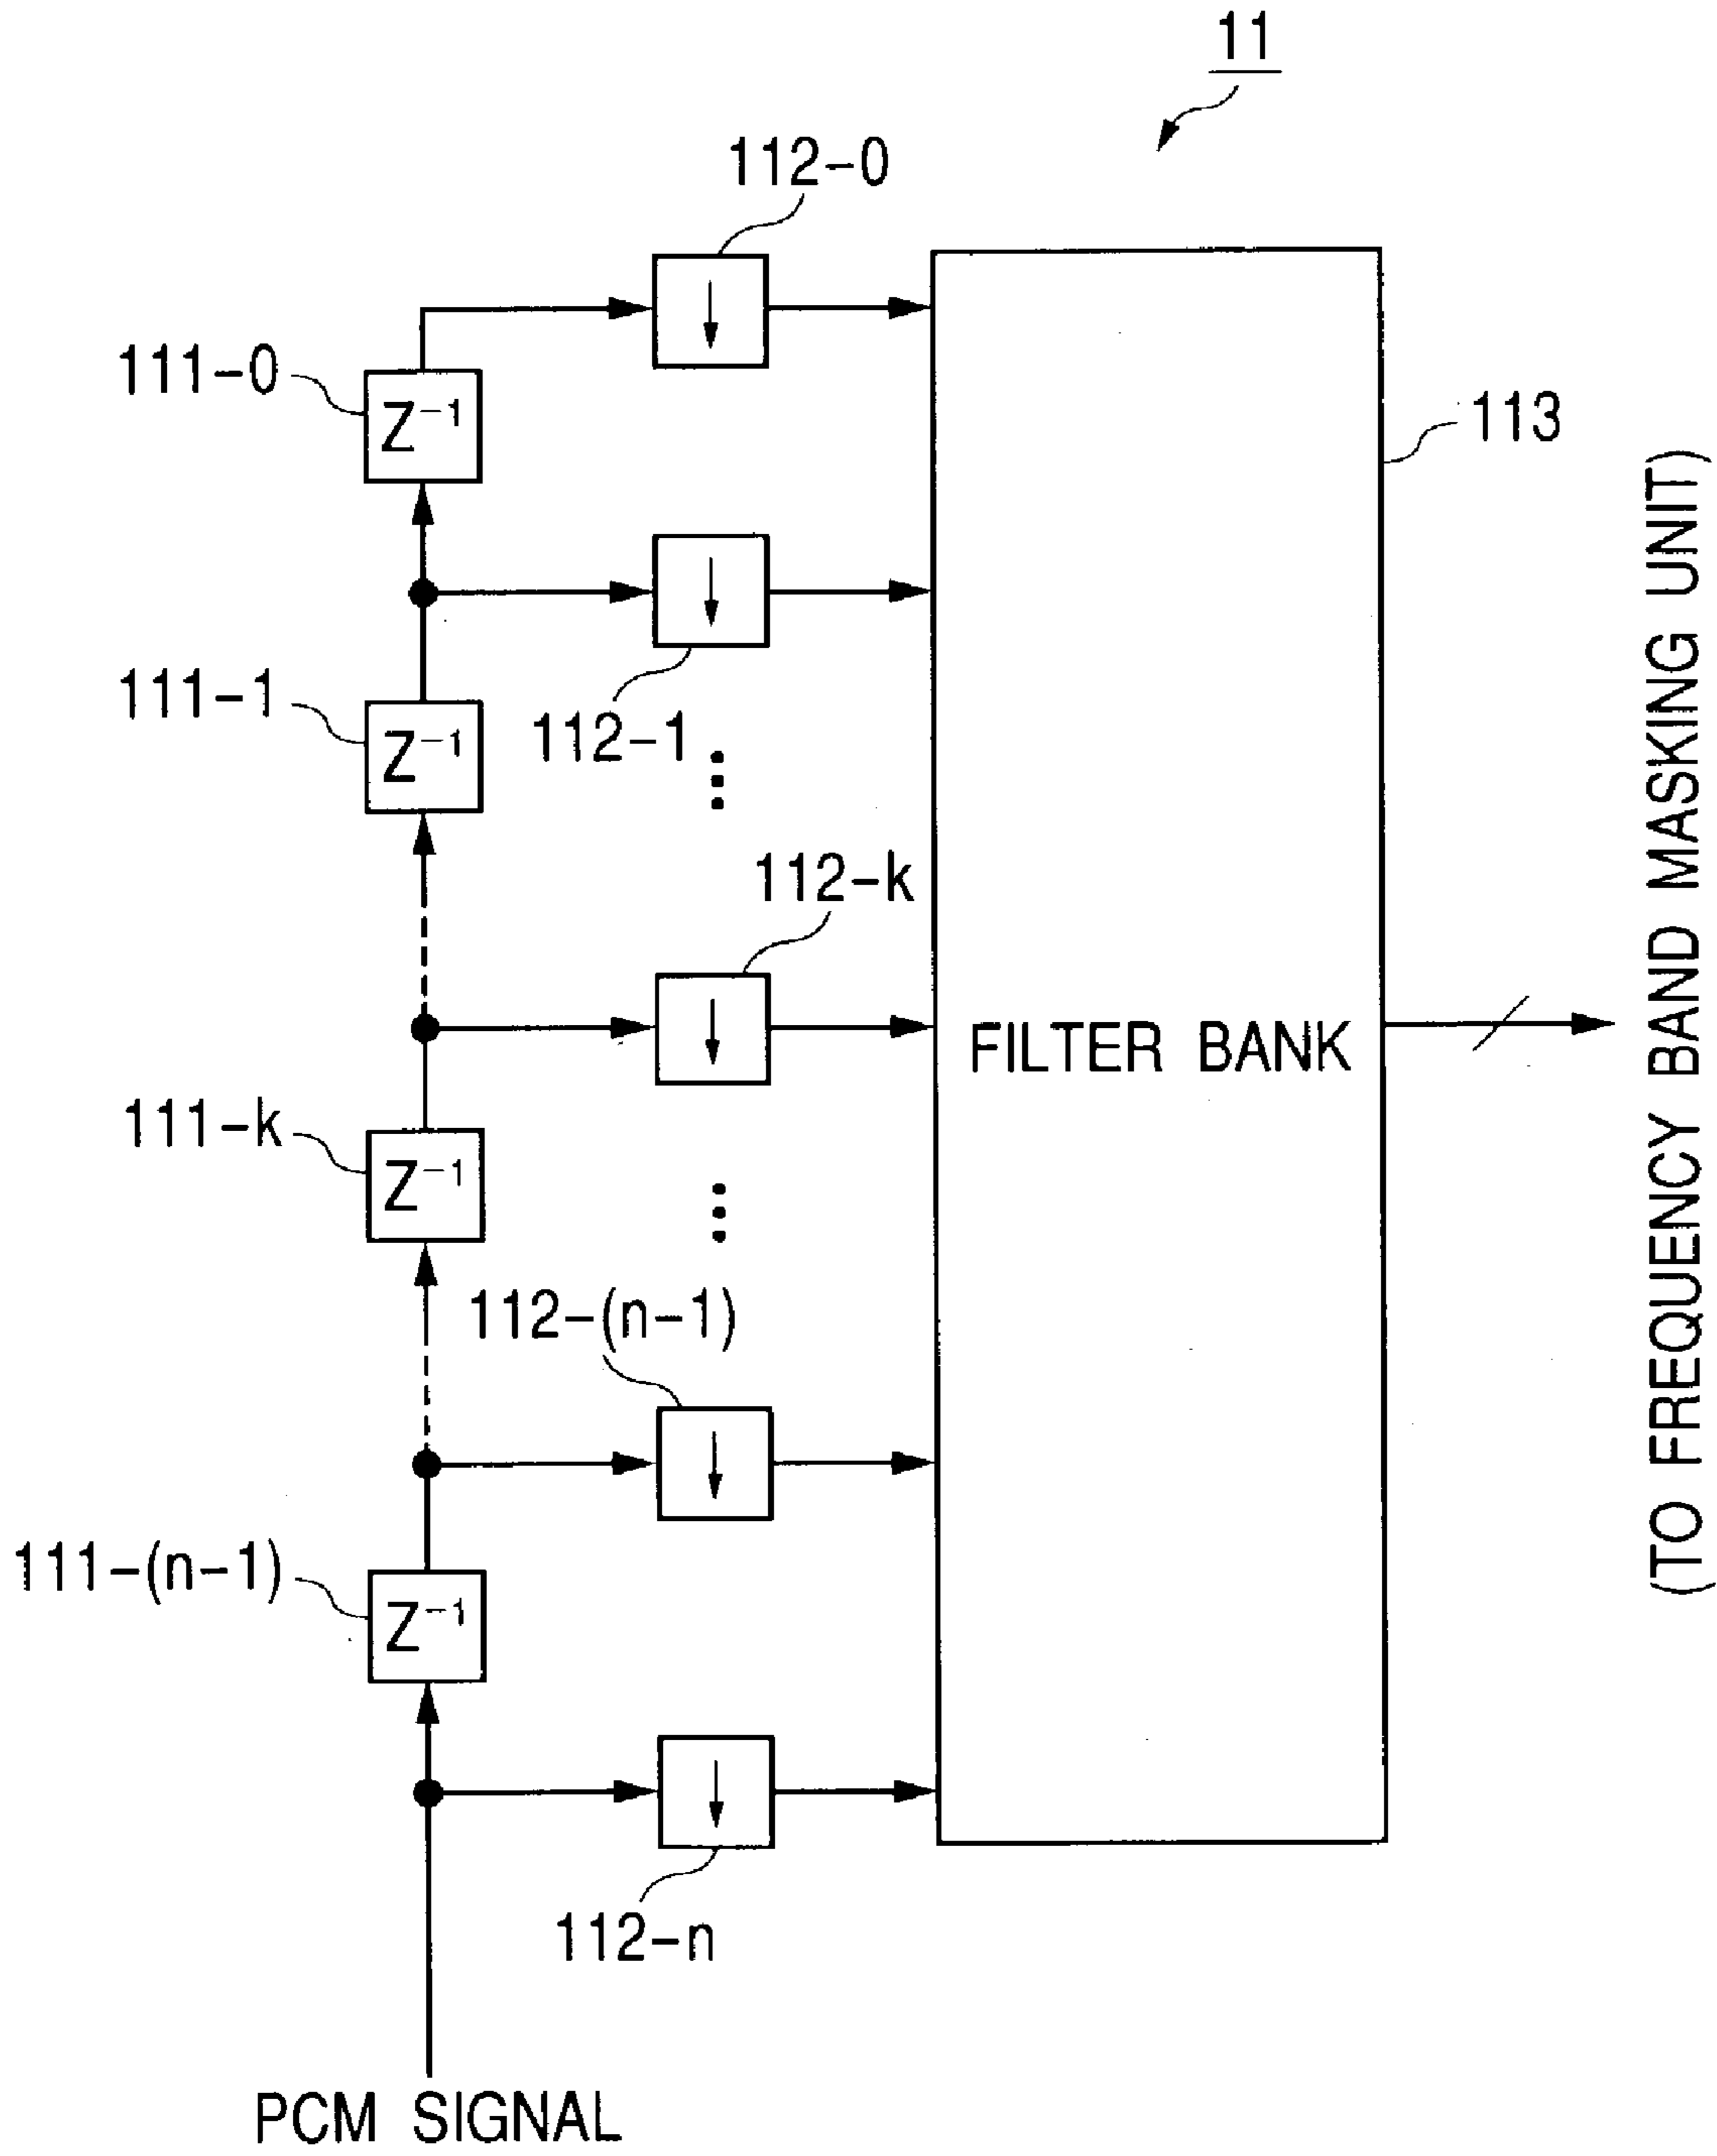 11
112-0
111-0
Z⁻¹
113
111-1
Z⁻¹
112-1
112-k
FILTER BANK
111-k
Z⁻¹
112-(n-1)
111-(n-1)
Z⁻¹
112-n
PCM SIGNAL
(TO FREQUENCY BAND MASKING UNIT)